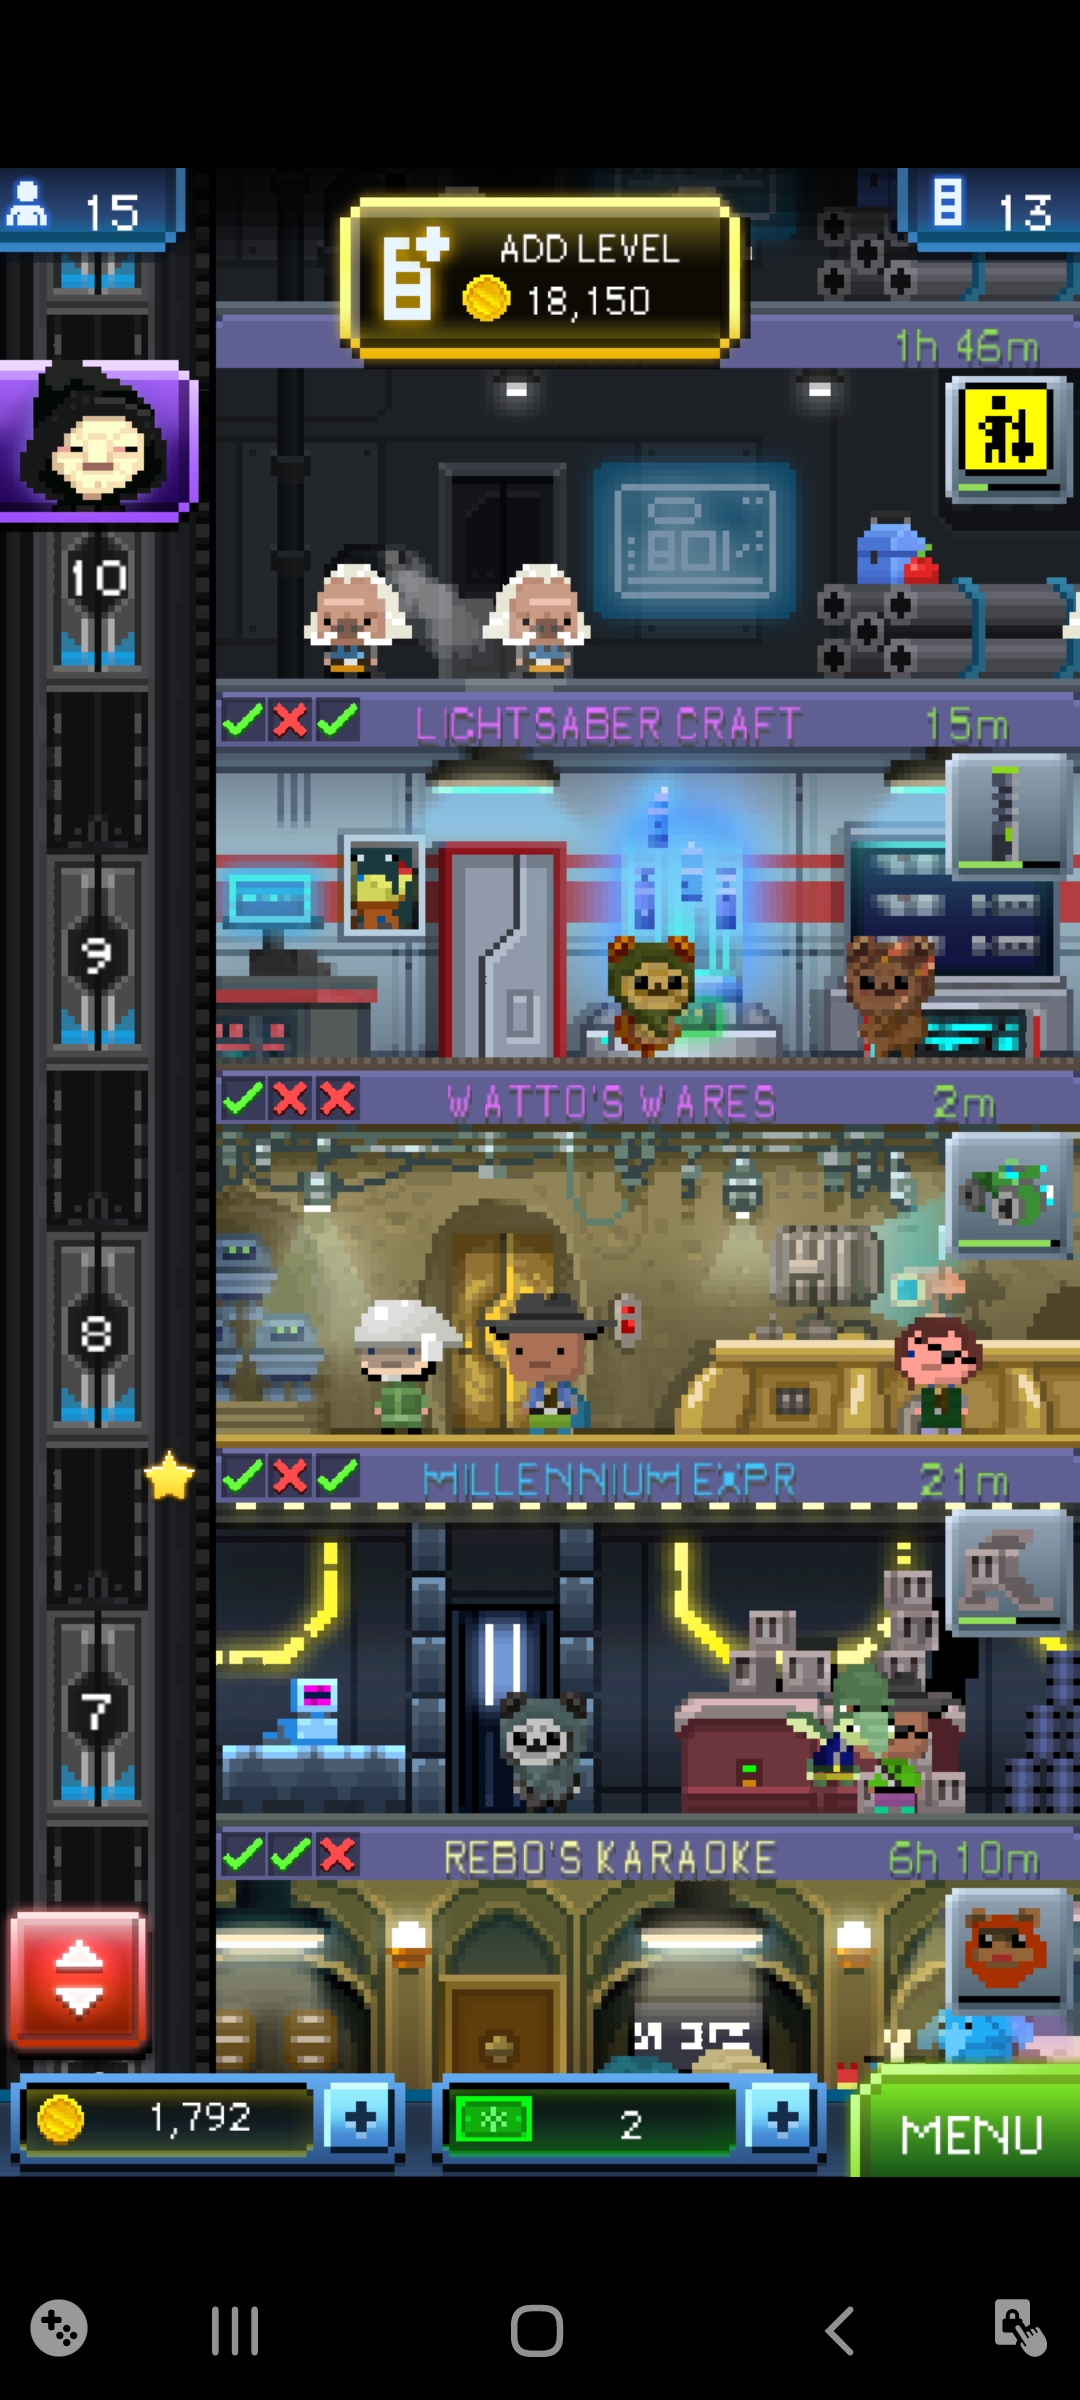 15
ADD LEVEL
18,150
13
1h 46m
10
LIGHTSABER CRAFT 15m
9
WATTO'S WARES 2m
8
MILLENNIUM EXPR 21m
7
REBO'S KARAOKE 6h 10m
1,792
2
MENU